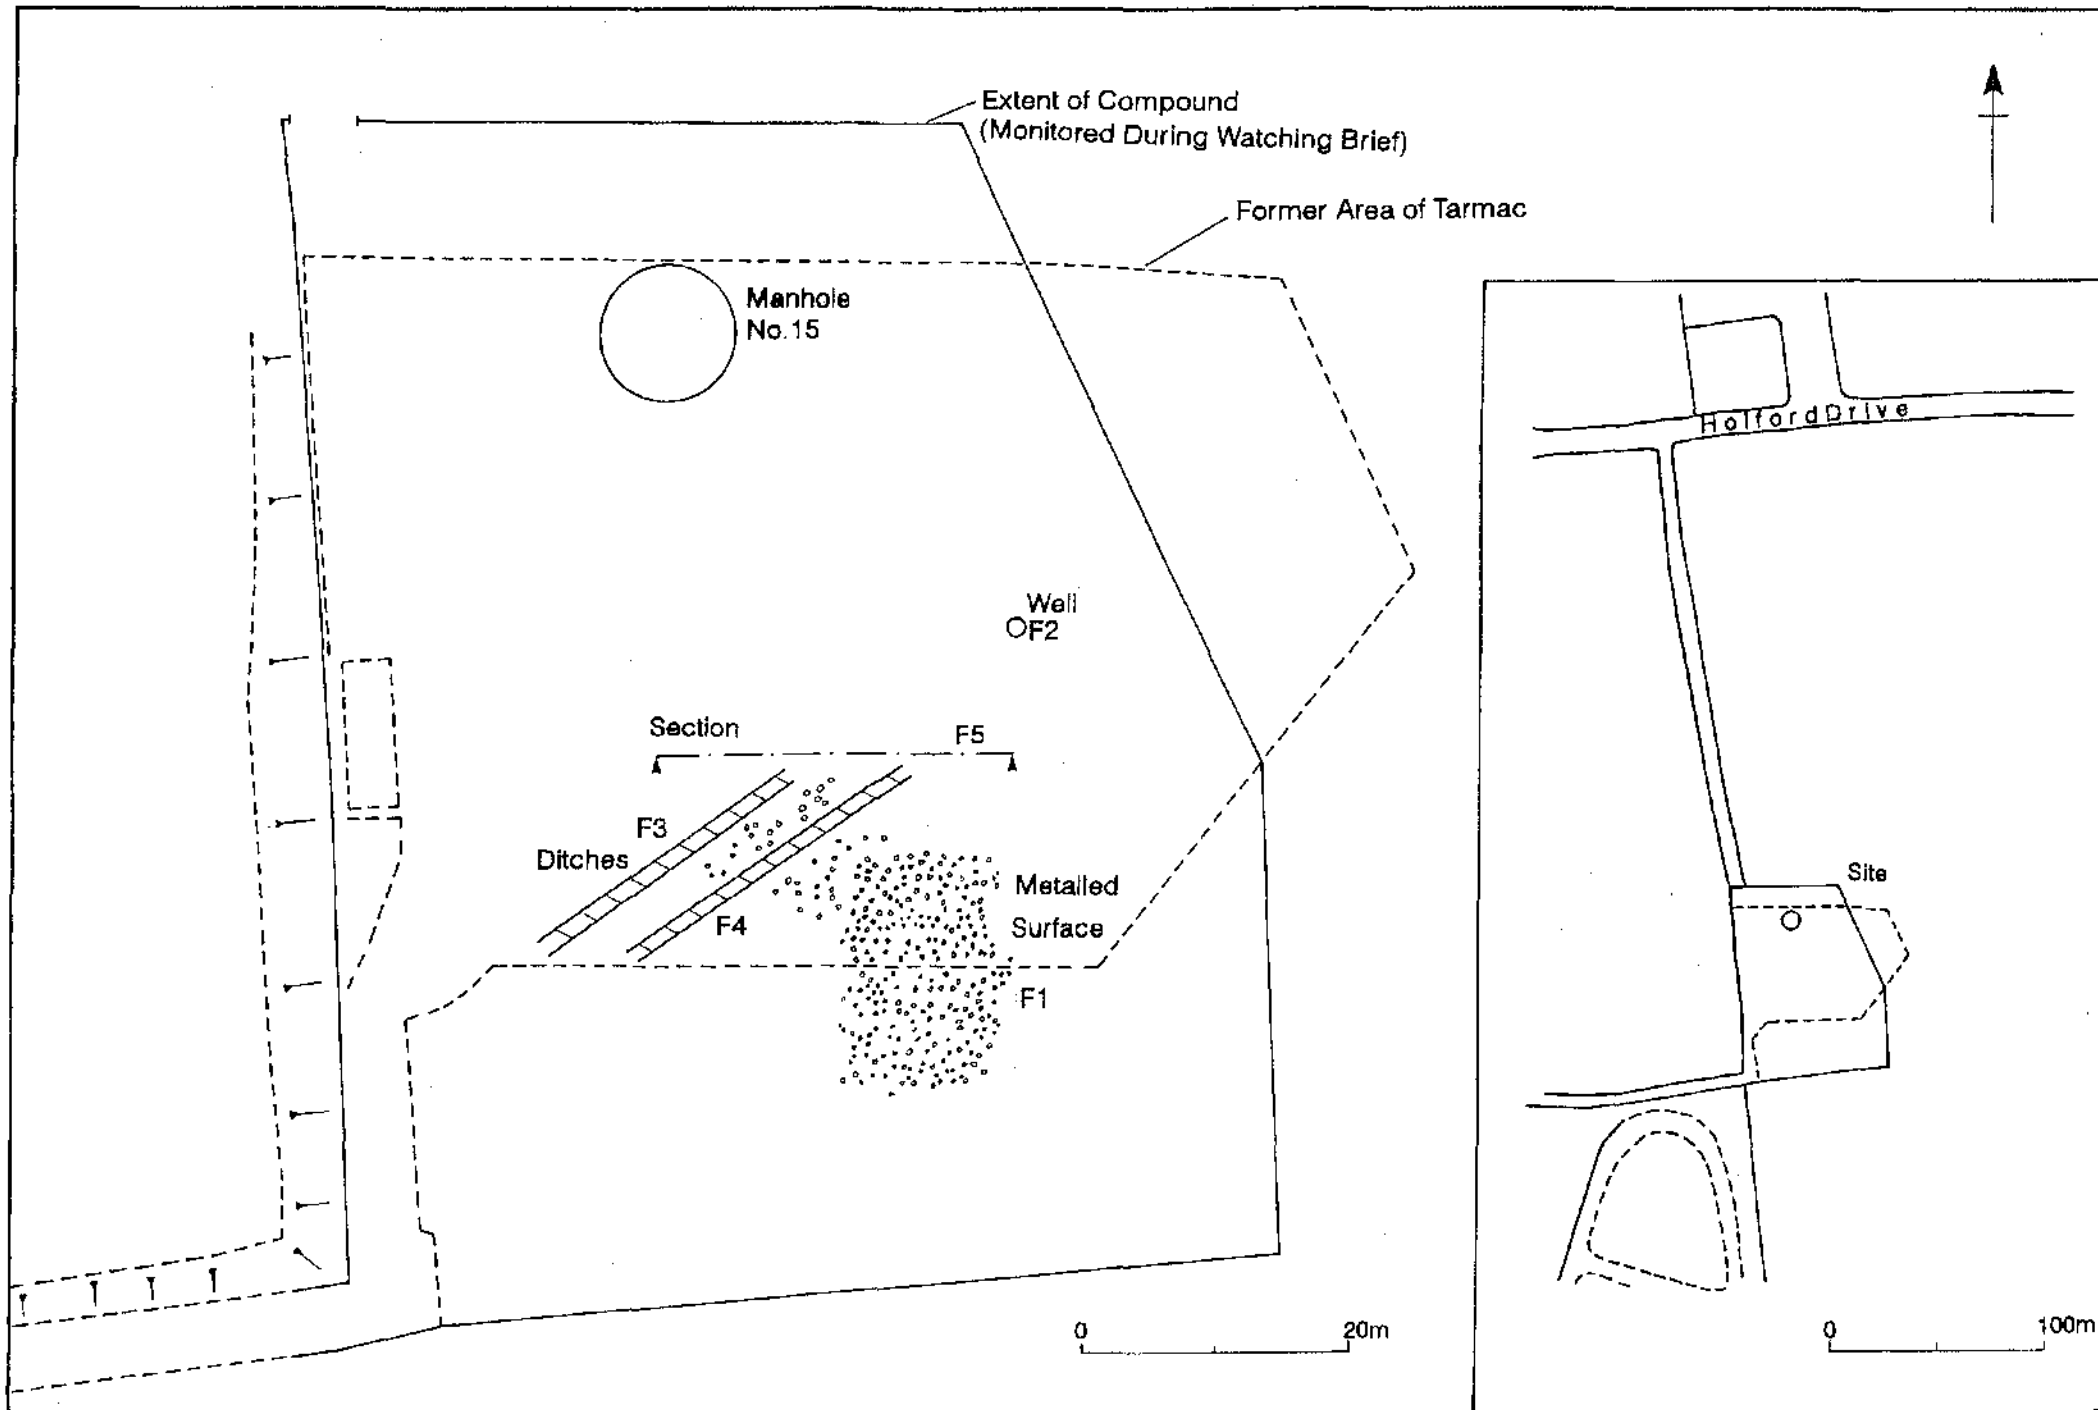 Extent of Compound
(Monitored During Watching Brief)
Former Area of Tarmac
Manhole
No.15
Well
F2
Section
F5
F3
Ditches
F4
Metalled
Surface
F1
0
20m
Holford Drive
Site
0
100m